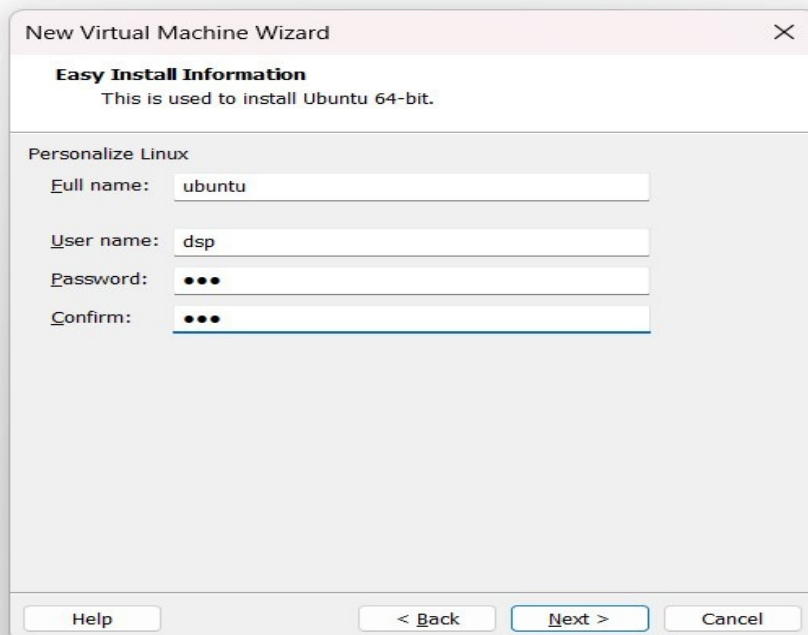 New Virtual Machine Wizard
Easy Install Information
This is used to install Ubuntu 64-bit.
Personalize Linux
Full name: ubuntu
User name: dsp
Password: ●●●
Confirm: ●●●
Help < Back Next > Cancel